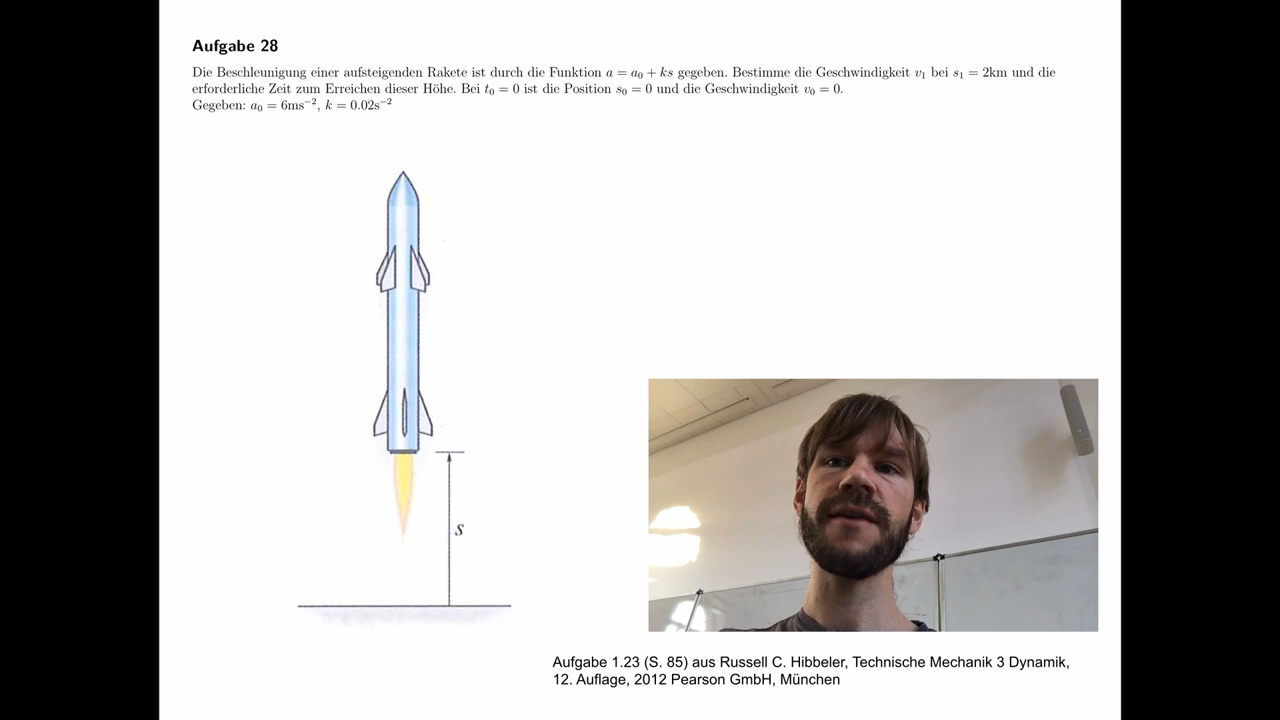 Aufgabe 28
Die Beschleunigung einer aufsteigenden Rakete ist durch die Funktion a = a₀ + ks gegeben. Bestimme die Geschwindigkeit v₁ bei s₁ = 2km und die
erforderliche Zeit zum Erreichen dieser Höhe. Bei t₀ = 0 ist die Position s₀ = 0 und die Geschwindigkeit v₀ = 0.
Gegeben: a₀ = 6ms⁻², k = 0.02s⁻²
s
Aufgabe 1.23 (S. 85) aus Russell C. Hibbeler, Technische Mechanik 3 Dynamik,
12. Auflage, 2012 Pearson GmbH, München